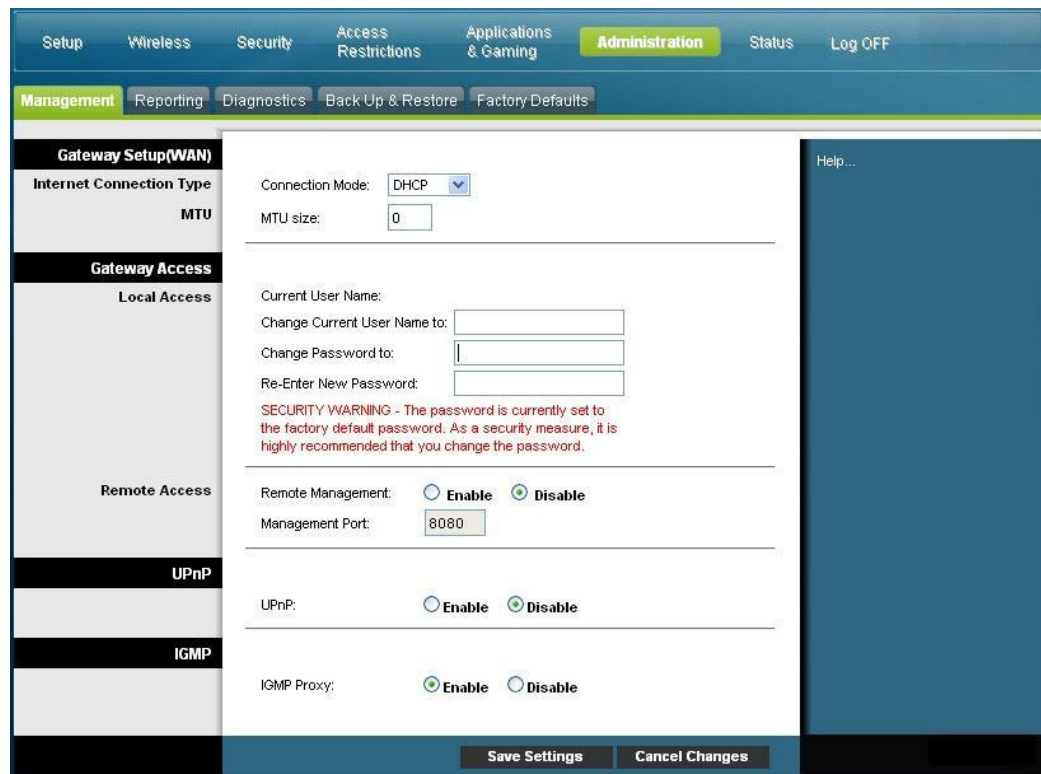 Setup Wireless Security Access Restrictions Applications & Gaming Administration Status Log OFF
Management Reporting Diagnostics Back Up & Restore Factory Defaults
Gateway Setup(WAN)
Help...
Internet Connection Type Connection Mode: DHCP
MTU MTU size: 0
Gateway Access
Local Access Current User Name:
Change Current User Name to:
Change Password to:
Re-Enter New Password:
SECURITY WARNING - The password is currently set to
the factory default password. As a security measure, it is
highly recommended that you change the password.
Remote Access Remote Management: Enable Disable
Management Port: 8080
UPnP
UPnP: Enable Disable
IGMP
IGMP Proxy: Enable Disable
Save Settings Cancel Changes